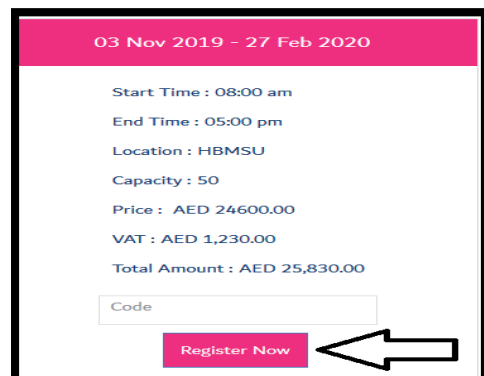 03 Nov 2019 - 27 Feb 2020
Start Time : 08:00 am
End Time : 05:00 pm
Location : HBMSU
Capacity : 50
Price : AED 24600.00
VAT : AED 1,230.00
Total Amount : AED 25,830.00
Code
Register Now